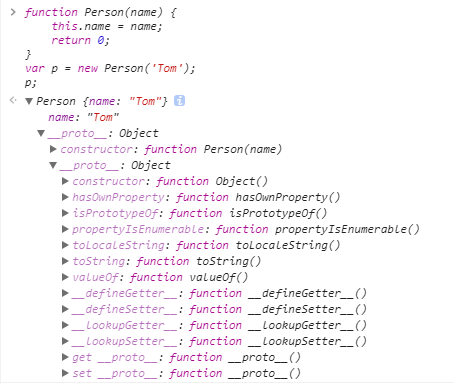 function Person(name) {
this.name = name;
return 0;
}
var p = new Person('Tom');
p;
Person {name: "Tom"}
name: "Tom"
__proto__: Object
constructor: function Person(name)
__proto__: Object
constructor: function Object()
hasOwnProperty: function hasOwnProperty()
isPrototypeOf: function isPrototypeOf()
propertyIsEnumerable: function propertyIsEnumerable()
toLocaleString: function toLocaleString()
toString: function toString()
valueOf: function valueOf()
__defineGetter__: function __defineGetter__()
__defineSetter__: function __defineSetter__()
__lookupGetter__: function __lookupGetter__()
__lookupSetter__: function __lookupSetter__()
get __proto__: function __proto__()
set __proto__: function __proto__()